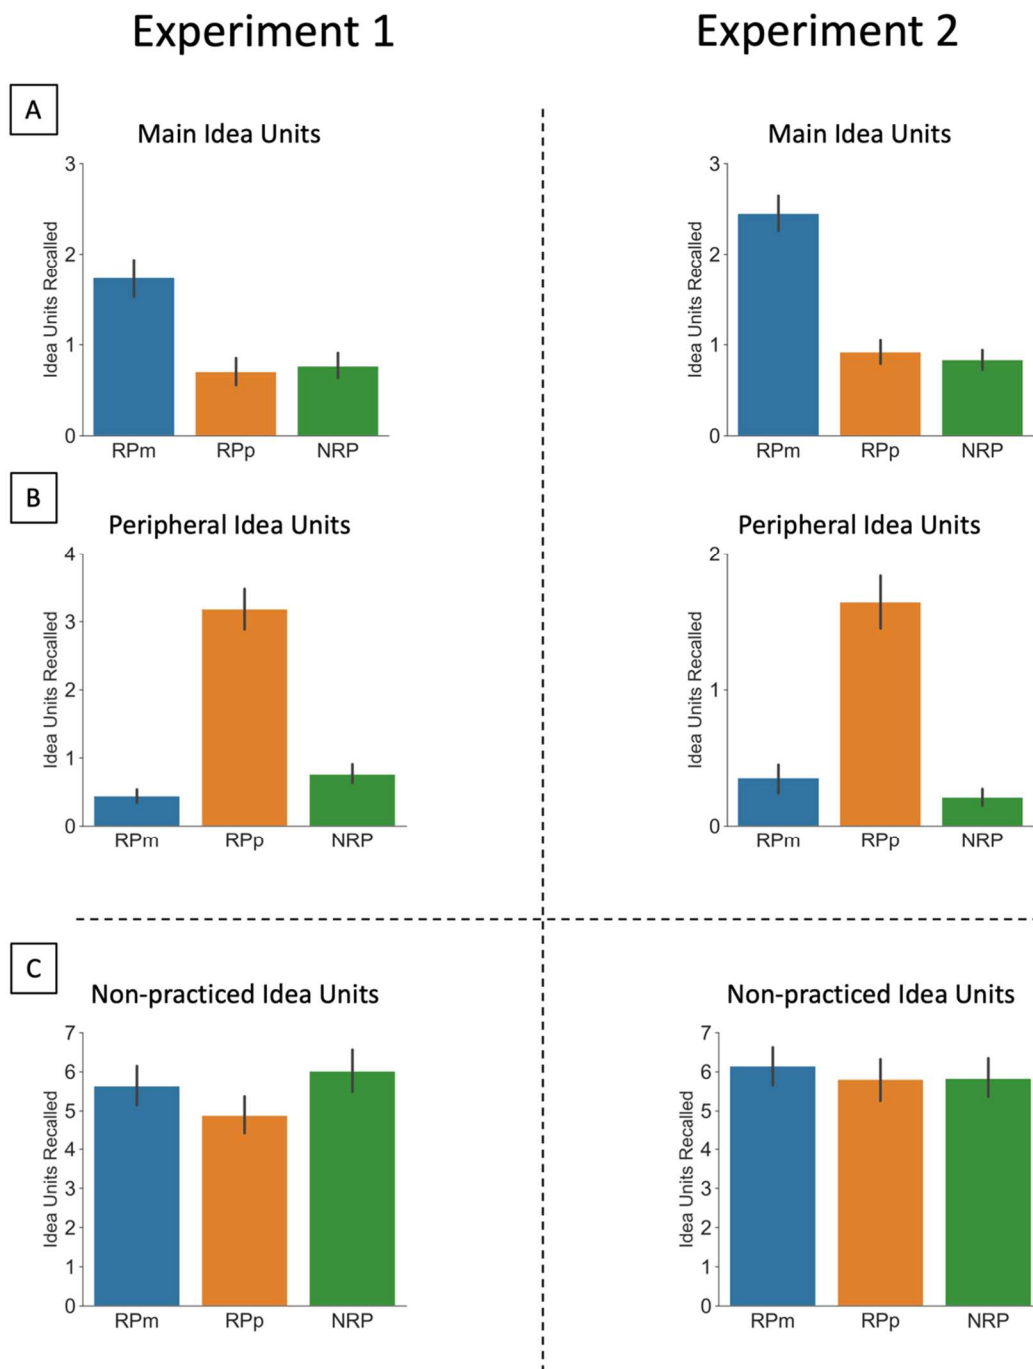 Experiment 1
Experiment 2
A
Main Idea Units
Idea Units Recalled
3
2
1
0
RPm RPp NRP
Main Idea Units
Idea Units Recalled
3
2
1
0
RPm RPp NRP
B
Peripheral Idea Units
Idea Units Recalled
4
3
2
1
0
RPm RPp NRP
Peripheral Idea Units
Idea Units Recalled
2
1
0
RPm RPp NRP
C
Non-practiced Idea Units
Idea Units Recalled
7
6
5
4
3
2
1
0
RPm RPp NRP
Non-practiced Idea Units
Idea Units Recalled
7
6
5
4
3
2
1
0
RPm RPp NRP